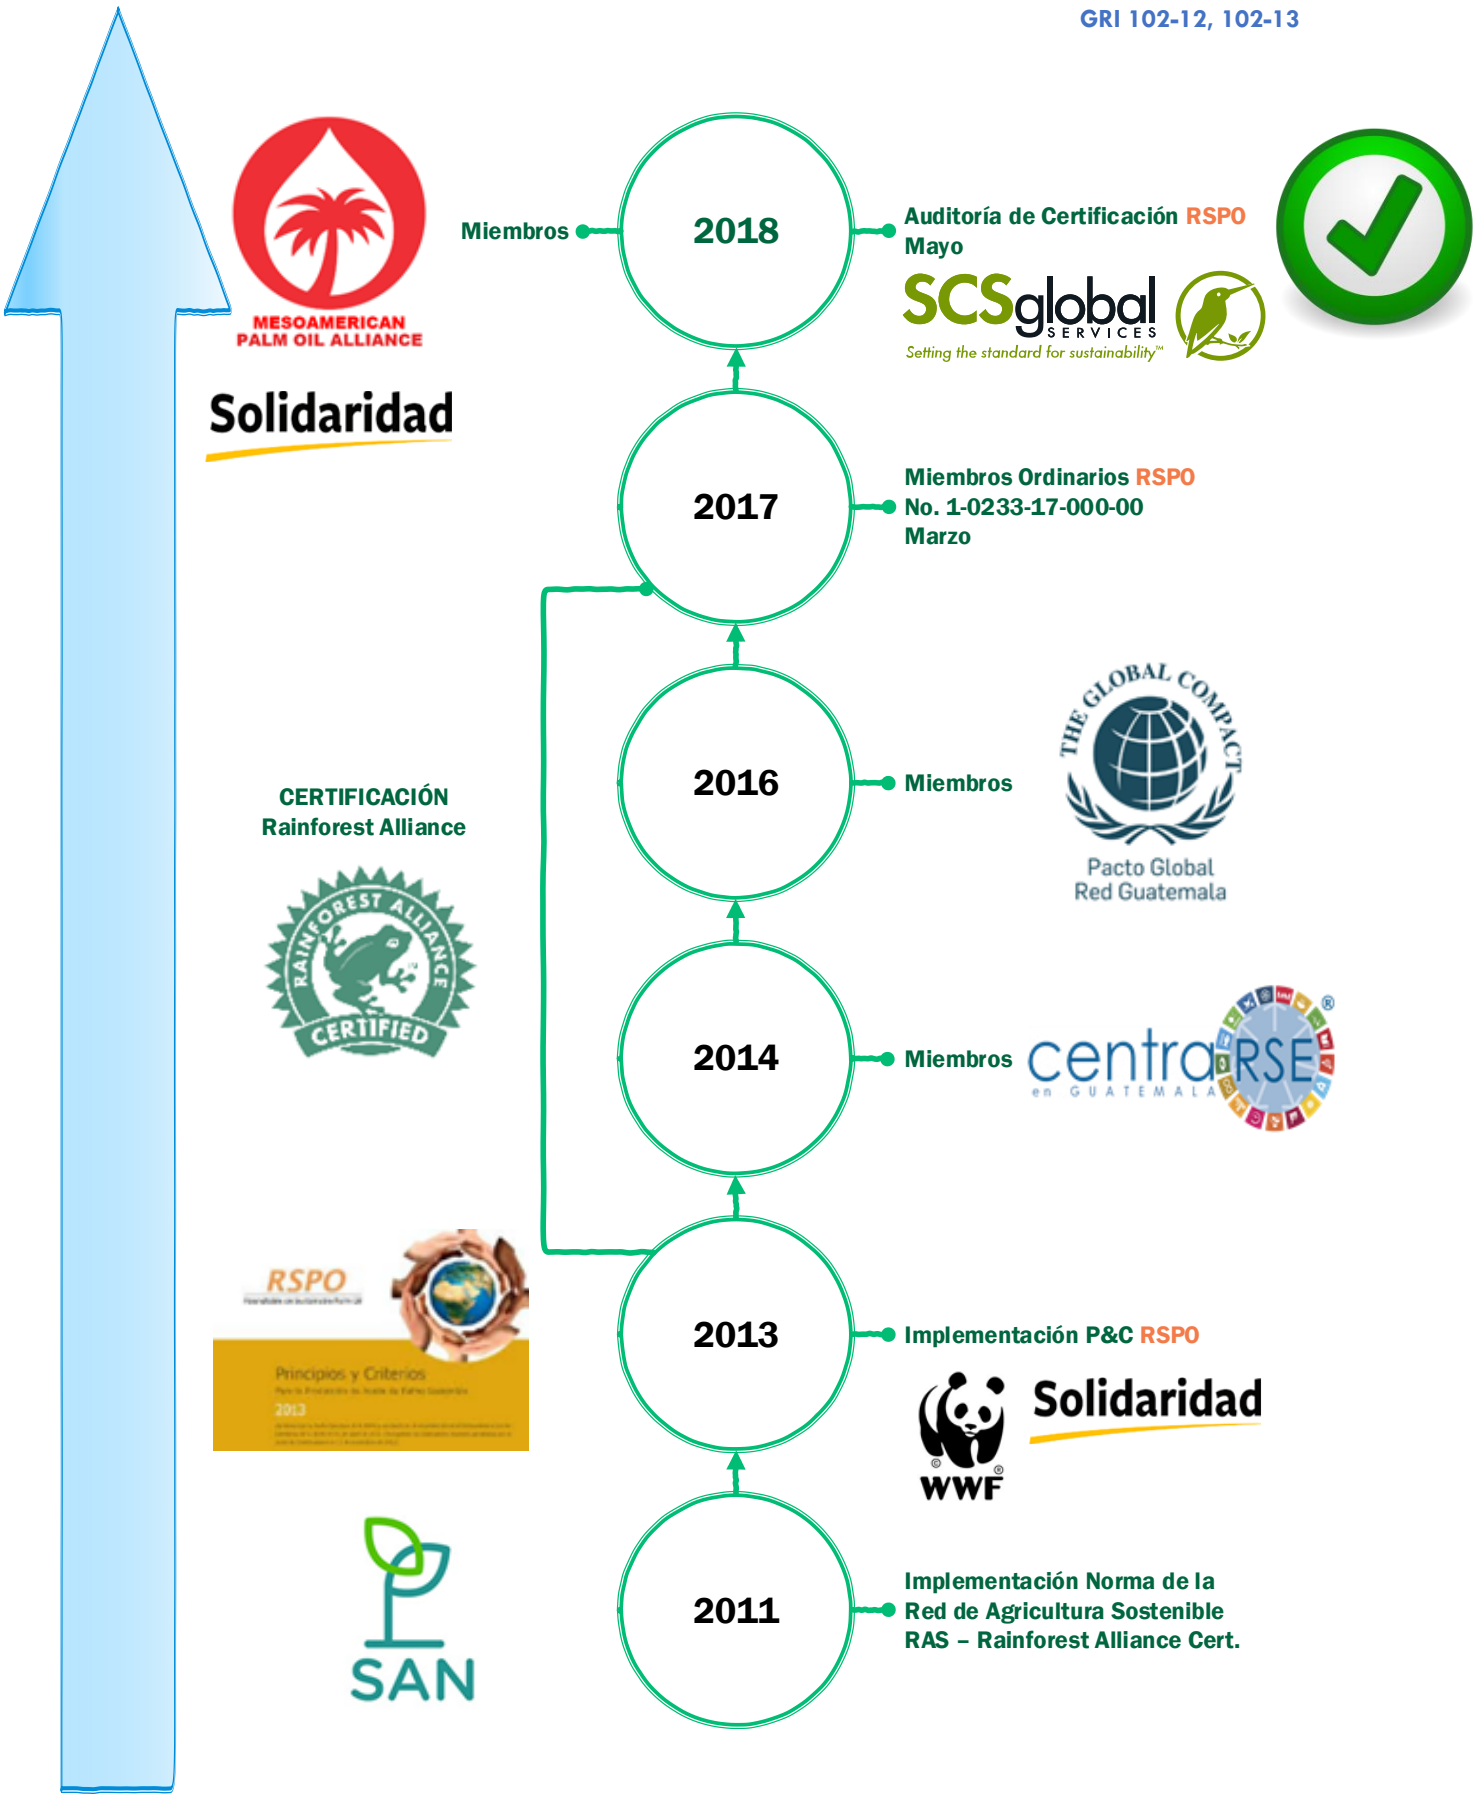 GRI 102-12, 102-13
MESOAMERICAN
PALM OIL ALLIANCE
Miembros
2018
Auditoría de Certificación RSPO
Mayo
SCSglobal
SERVICES
Setting the standard for sustainability™
Solidaridad
2017
Miembros Ordinarios RSPO
No. 1-0233-17-000-00
Marzo
CERTIFICACIÓN
Rainforest Alliance
RAINFOREST ALLIANCE
CERTIFIED
2016
Miembros
THE GLOBAL COMPACT
Pacto Global
Red Guatemala
2014
Miembros
centraRSE®
en GUATEMALA
RSPO
Principios y Criterios
2013
2013
Implementación P&C RSPO
© ®
WWF
Solidaridad
SAN
2011
Implementación Norma de la
Red de Agricultura Sostenible
RAS – Rainforest Alliance Cert.